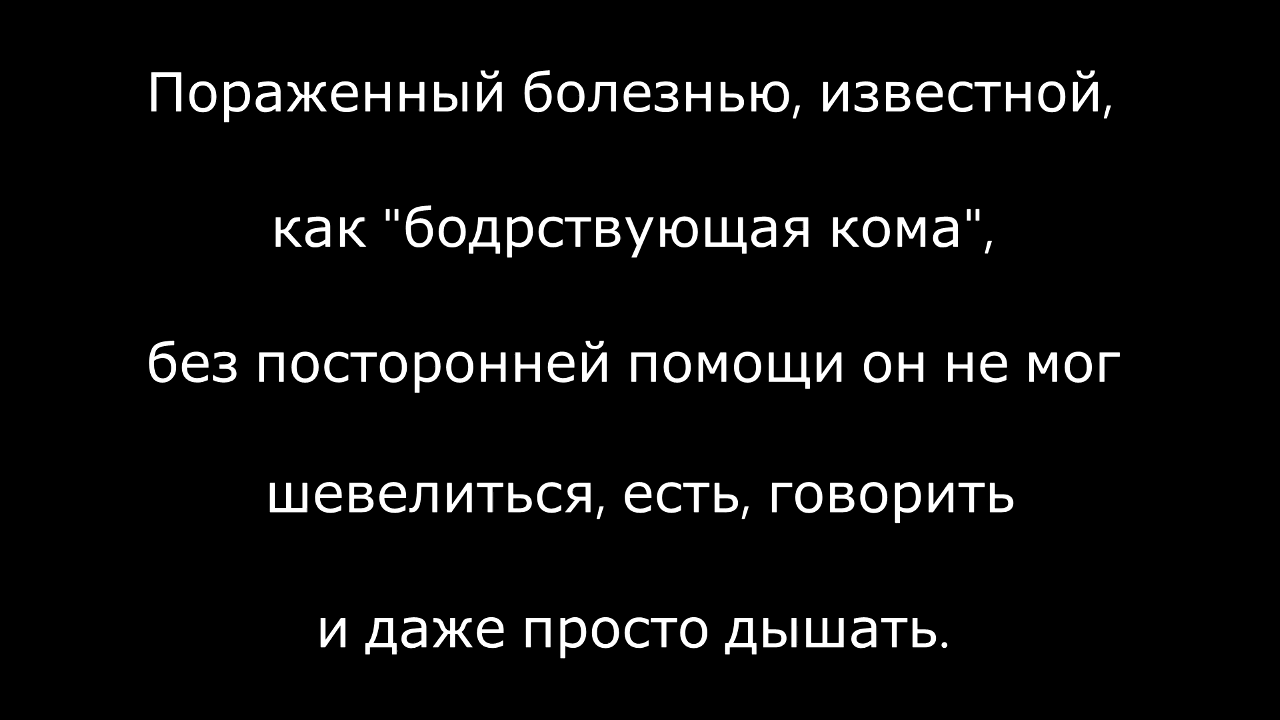 Пораженный болезнью, известной,
как "бодрствующая кома",
без посторонней помощи он не мог
шевелиться, есть, говорить
и даже просто дышать.